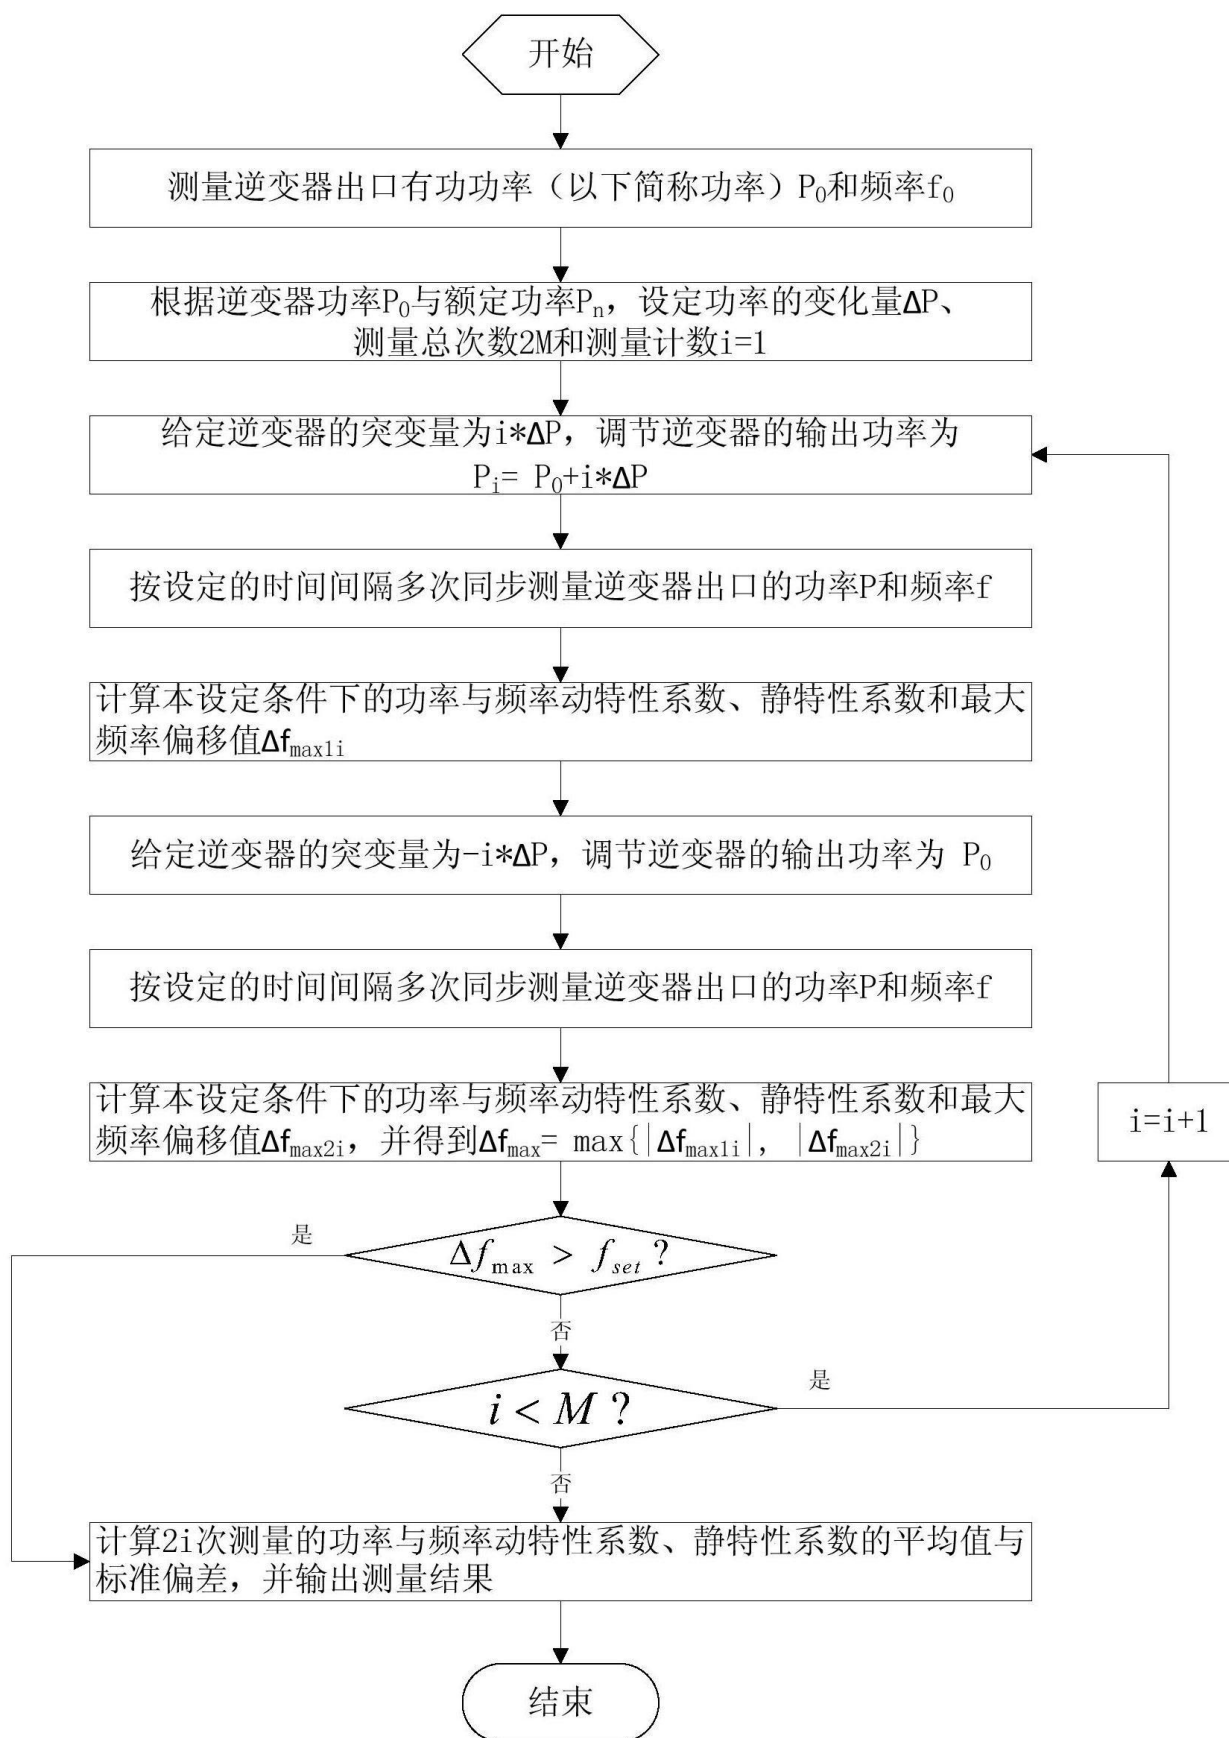 开始
测量逆变器出口有功功率（以下简称功率）P₀和频率f₀
根据逆变器功率P₀与额定功率Pₙ，设定功率的变化量ΔP、
测量总次数2M和测量计数i=1
给定逆变器的突变量为i*ΔP，调节逆变器的输出功率为
Pᵢ= P₀+i*ΔP
按设定的时间间隔多次同步测量逆变器出口的功率P和频率f
计算本设定条件下的功率与频率动特性系数、静特性系数和最大
频率偏移值Δfmax1i
给定逆变器的突变量为-i*ΔP，调节逆变器的输出功率为 P₀
按设定的时间间隔多次同步测量逆变器出口的功率P和频率f
计算本设定条件下的功率与频率动特性系数、静特性系数和最大
频率偏移值Δfmax2i，并得到Δfmax= max{|Δfmax1i|, |Δfmax2i|}
i=i+1
是
Δfmax > fset ?
否
i < M ?
是
否
计算2i次测量的功率与频率动特性系数、静特性系数的平均值与
标准偏差，并输出测量结果
结束